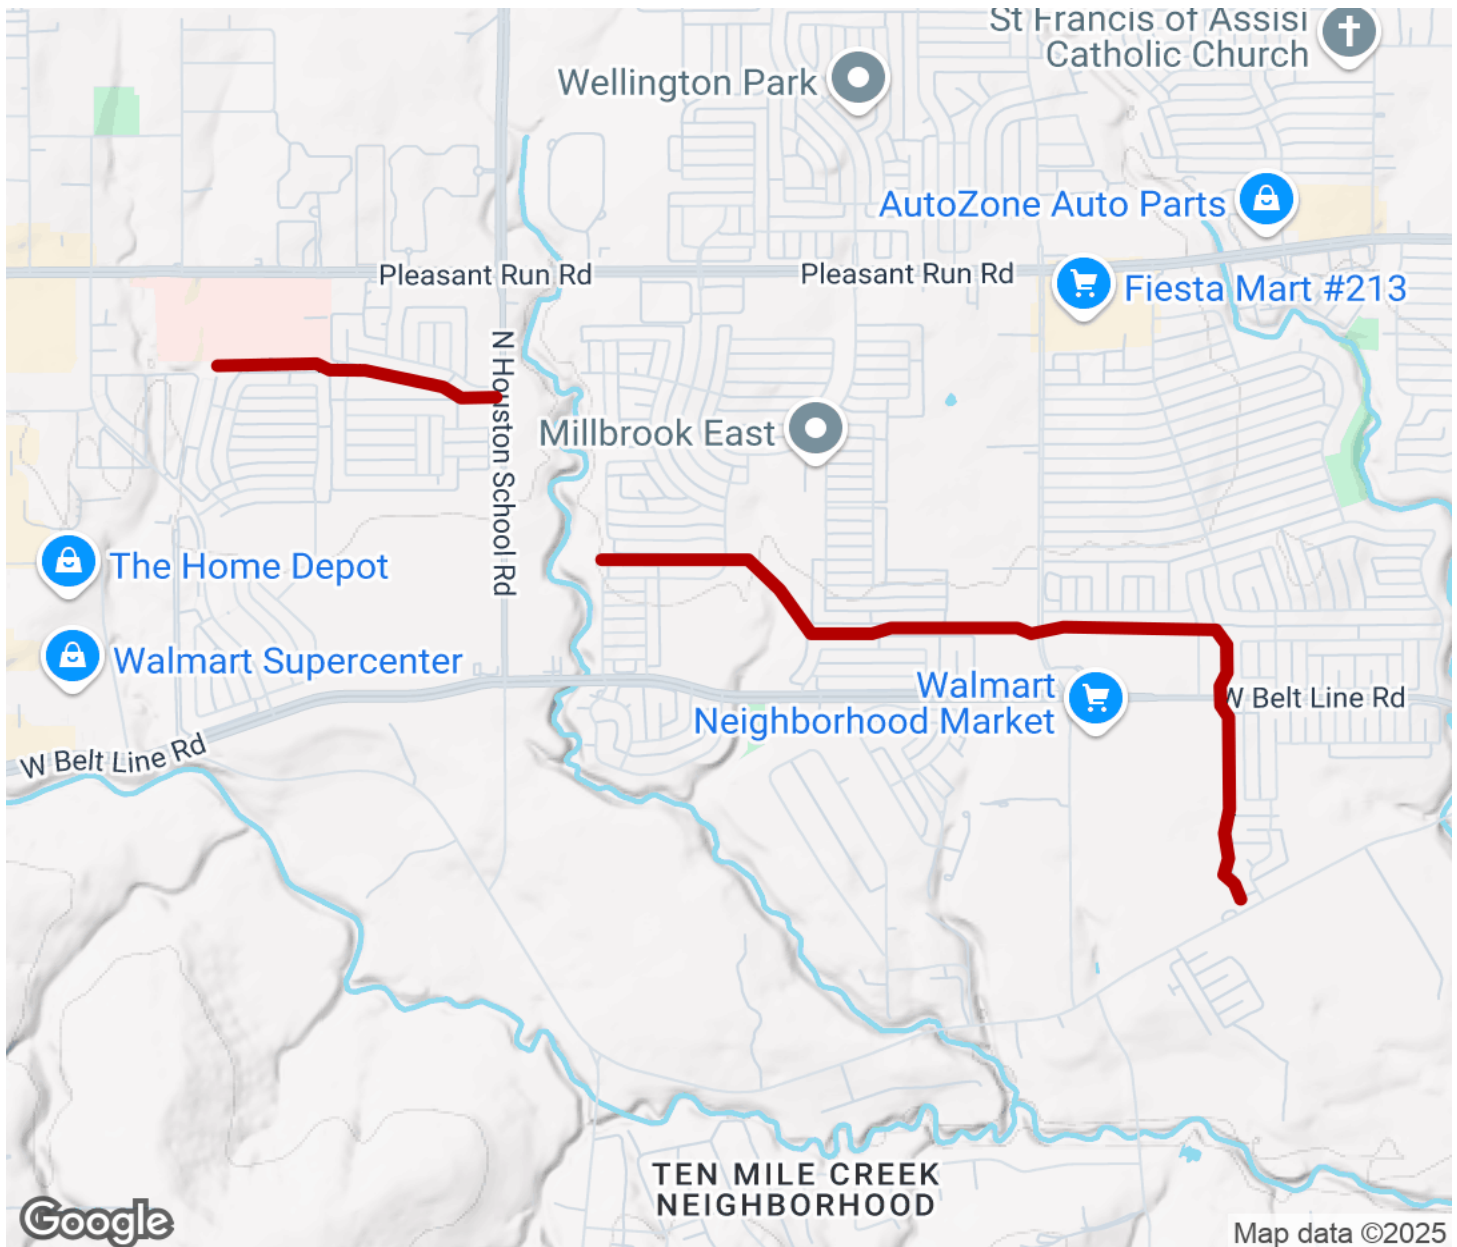 St Francis of Assisi
Catholic Church
Wellington Park
AutoZone Auto Parts
Pleasant Run Rd
Pleasant Run Rd
Fiesta Mart #213
N Houston School Rd
Millbrook East
The Home Depot
Walmart Supercenter
Walmart
Neighborhood Market
W Belt Line Rd
W Belt Line Rd
TEN MILE CREEK
NEIGHBORHOOD
Google
Map data ©2025